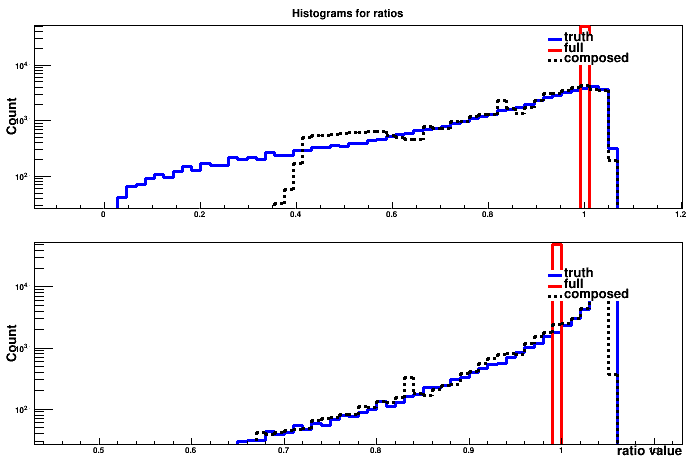 Histograms for ratios
Count
10⁴
10³
10²
truth
full
composed
0
0.2
0.4
0.6
0.8
1
1.2
Count
10⁴
10³
10²
truth
full
composed
0.5
0.6
0.7
0.8
0.9
1
ratio value